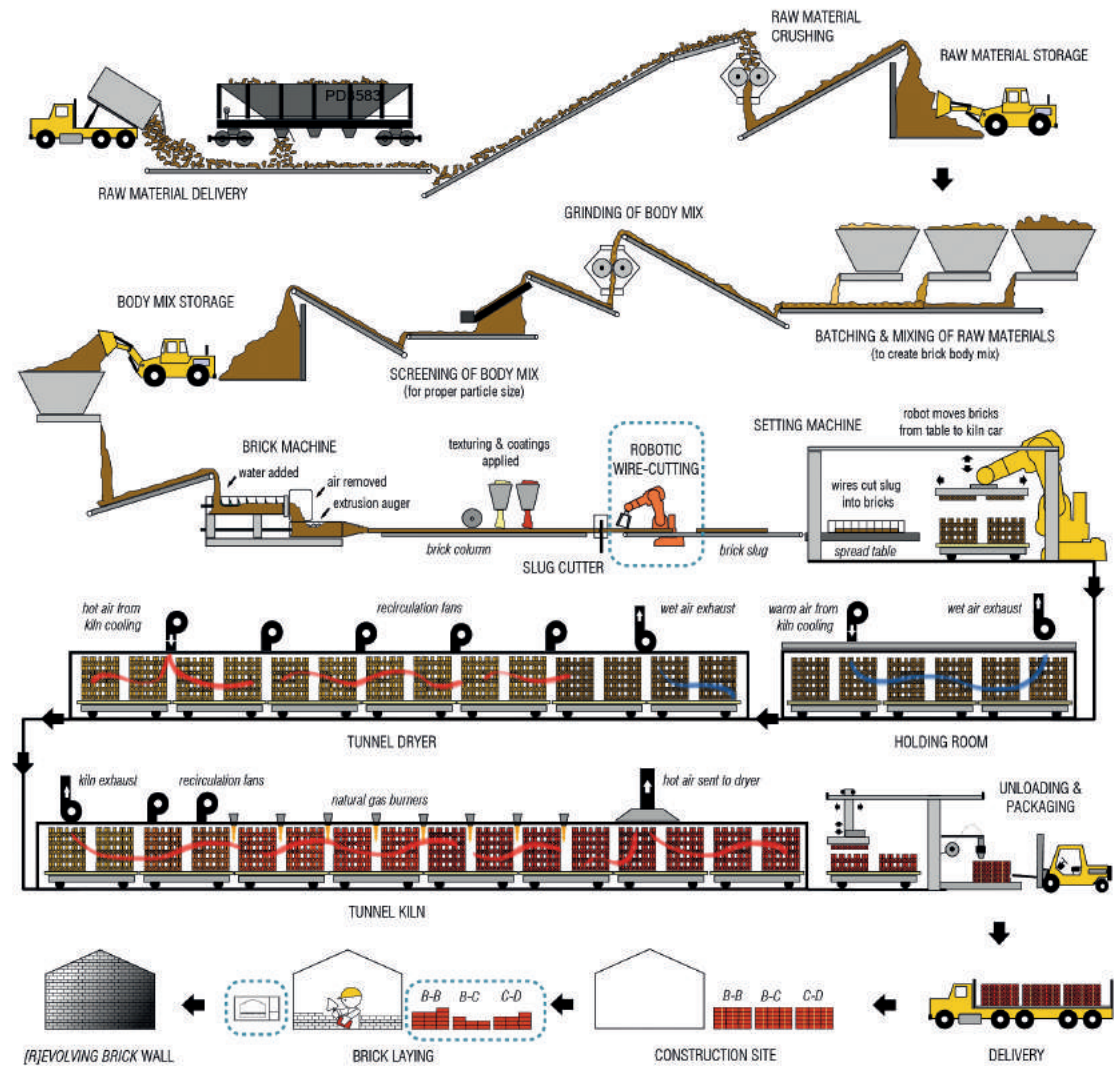 RAW MATERIAL
CRUSHING
RAW MATERIAL STORAGE
PD3583
RAW MATERIAL DELIVERY
GRINDING OF BODY MIX
BODY MIX STORAGE
BATCHING & MIXING OF RAW MATERIALS
(to create brick body mix)
SCREENING OF BODY MIX
(for proper particle size)
BRICK MACHINE
water added
air removed
extrusion auger
texturing & coatings
applied
ROBOTIC
WIRE-CUTTING
SETTING MACHINE
robot moves bricks
from table to kiln car
wires cut slug
into bricks
brick column
SLUG CUTTER
brick slug
spread table
hot air from
kiln cooling
recirculation fans
wet air exhaust
warm air from
kiln cooling
wet air exhaust
TUNNEL DRYER
HOLDING ROOM
kiln exhaust
recirculation fans
natural gas burners
hot air sent to dryer
UNLOADING &
PACKAGING
TUNNEL KILN
B-B B-C C-D
B-B B-C C-D
[R]EVOLVING BRICK WALL
BRICK LAYING
CONSTRUCTION SITE
DELIVERY